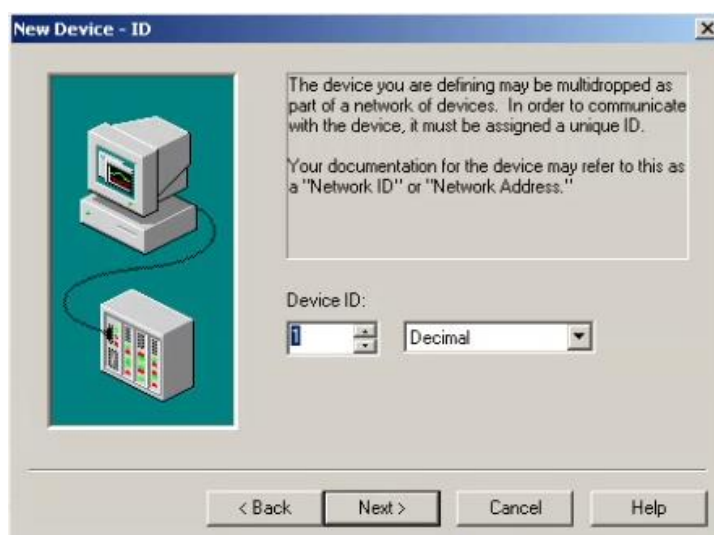 New Device - ID
The device you are defining may be multidropped as
part of a network of devices. In order to communicate
with the device, it must be assigned a unique ID.
Your documentation for the device may refer to this as
a "Network ID" or "Network Address."
Device ID:
1 Decimal
< Back Next > Cancel Help